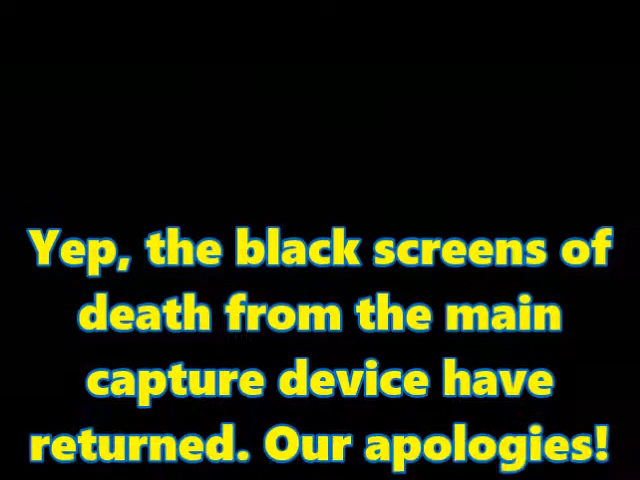 Yep, the black screens of
death from the main
capture device have
returned. Our apologies!